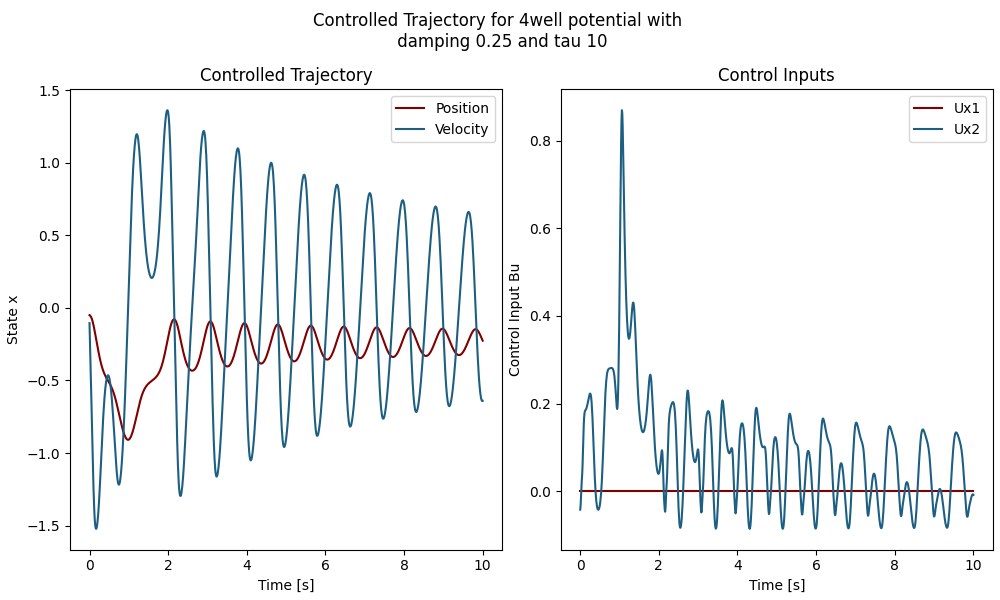 Controlled Trajectory for 4well potential with
damping 0.25 and tau 10
Controlled Trajectory
State x
1.5
1.0
0.5
0.0
−0.5
−1.0
−1.5
Position
Velocity
0 2 4 6 8 10
Time [s]
Control Inputs
Control Input Bu
0.8
0.6
0.4
0.2
0.0
Ux1
Ux2
0 2 4 6 8 10
Time [s]